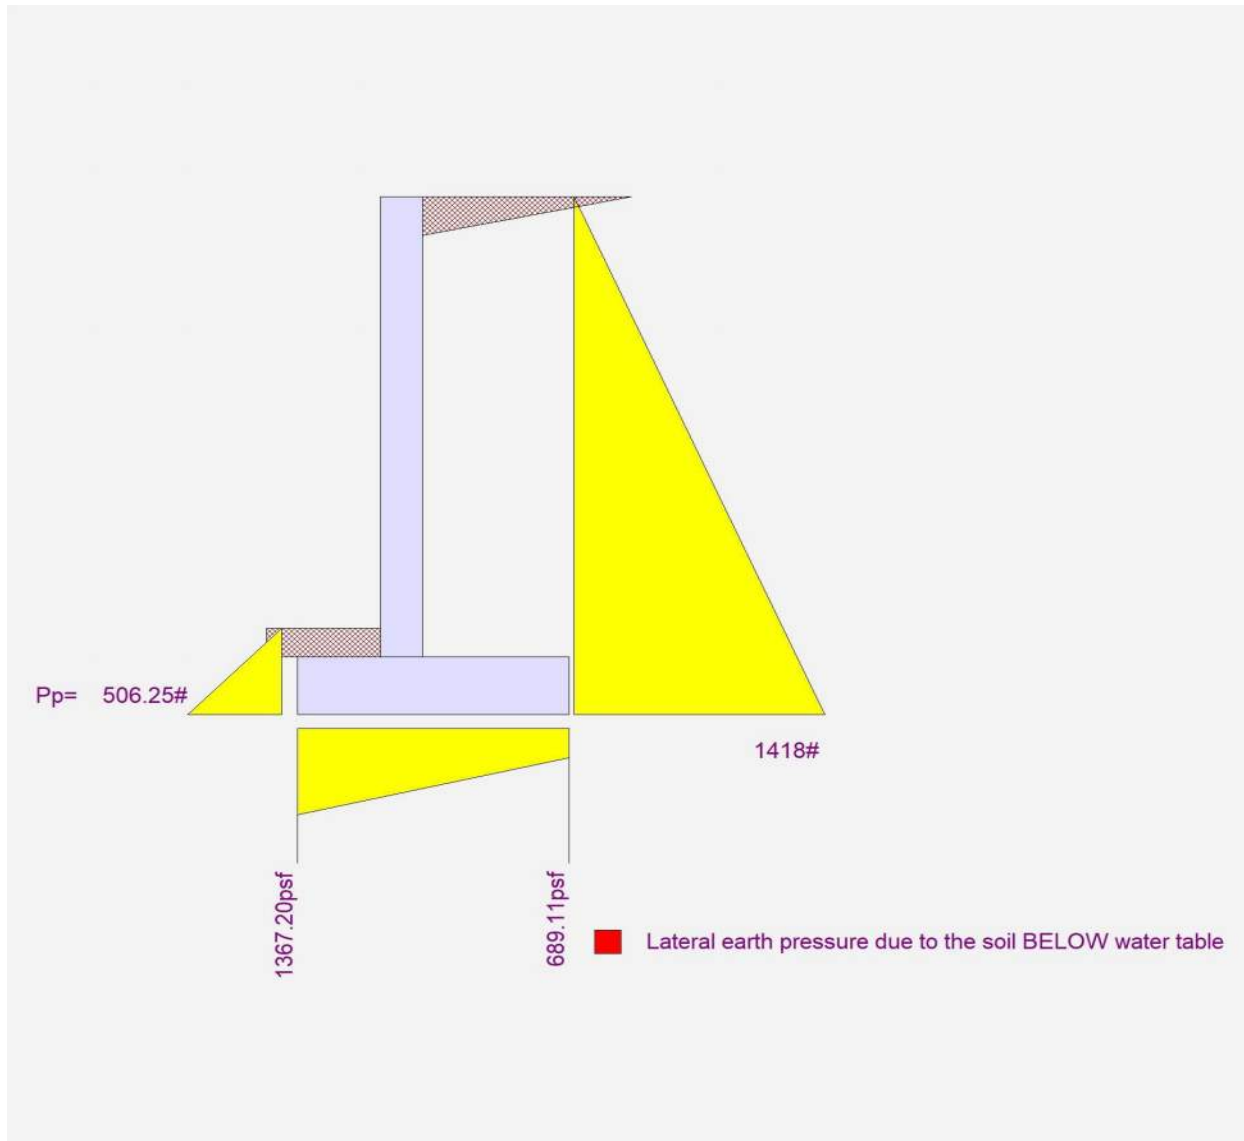 Pp= 506.25#
1418#
1367.20psf
689.11psf
Lateral earth pressure due to the soil BELOW water table